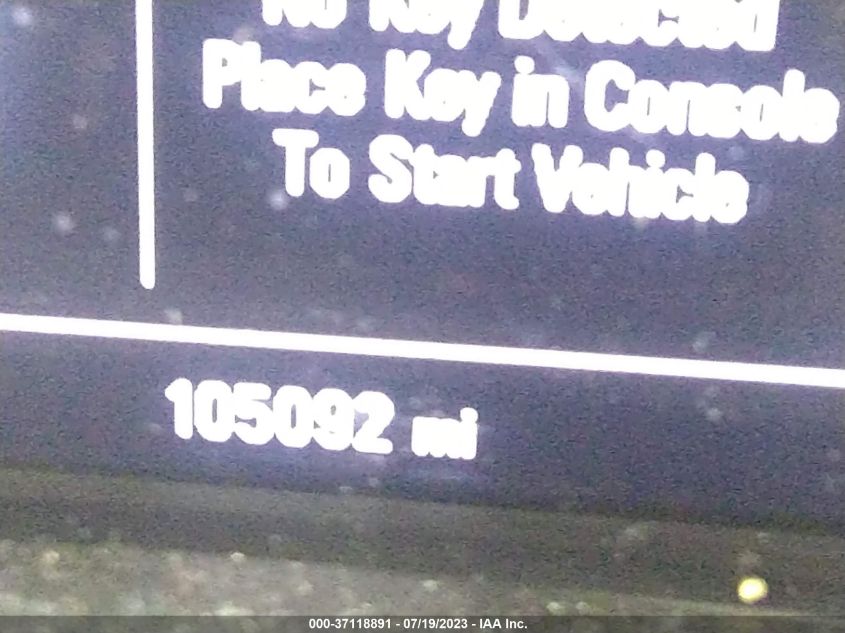 No Key Detected
Place Key in Console
To Start Vehicle
105092 mi
000-37118891 - 07/19/2023 - IAA Inc.